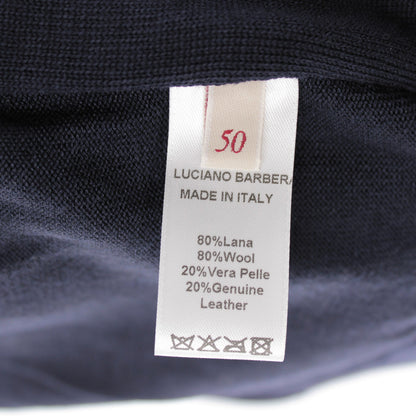 50
LUCIANO BARBERA
MADE IN ITALY
80%Lana
80%Wool
20%Vera Pelle
20%Genuine
Leather